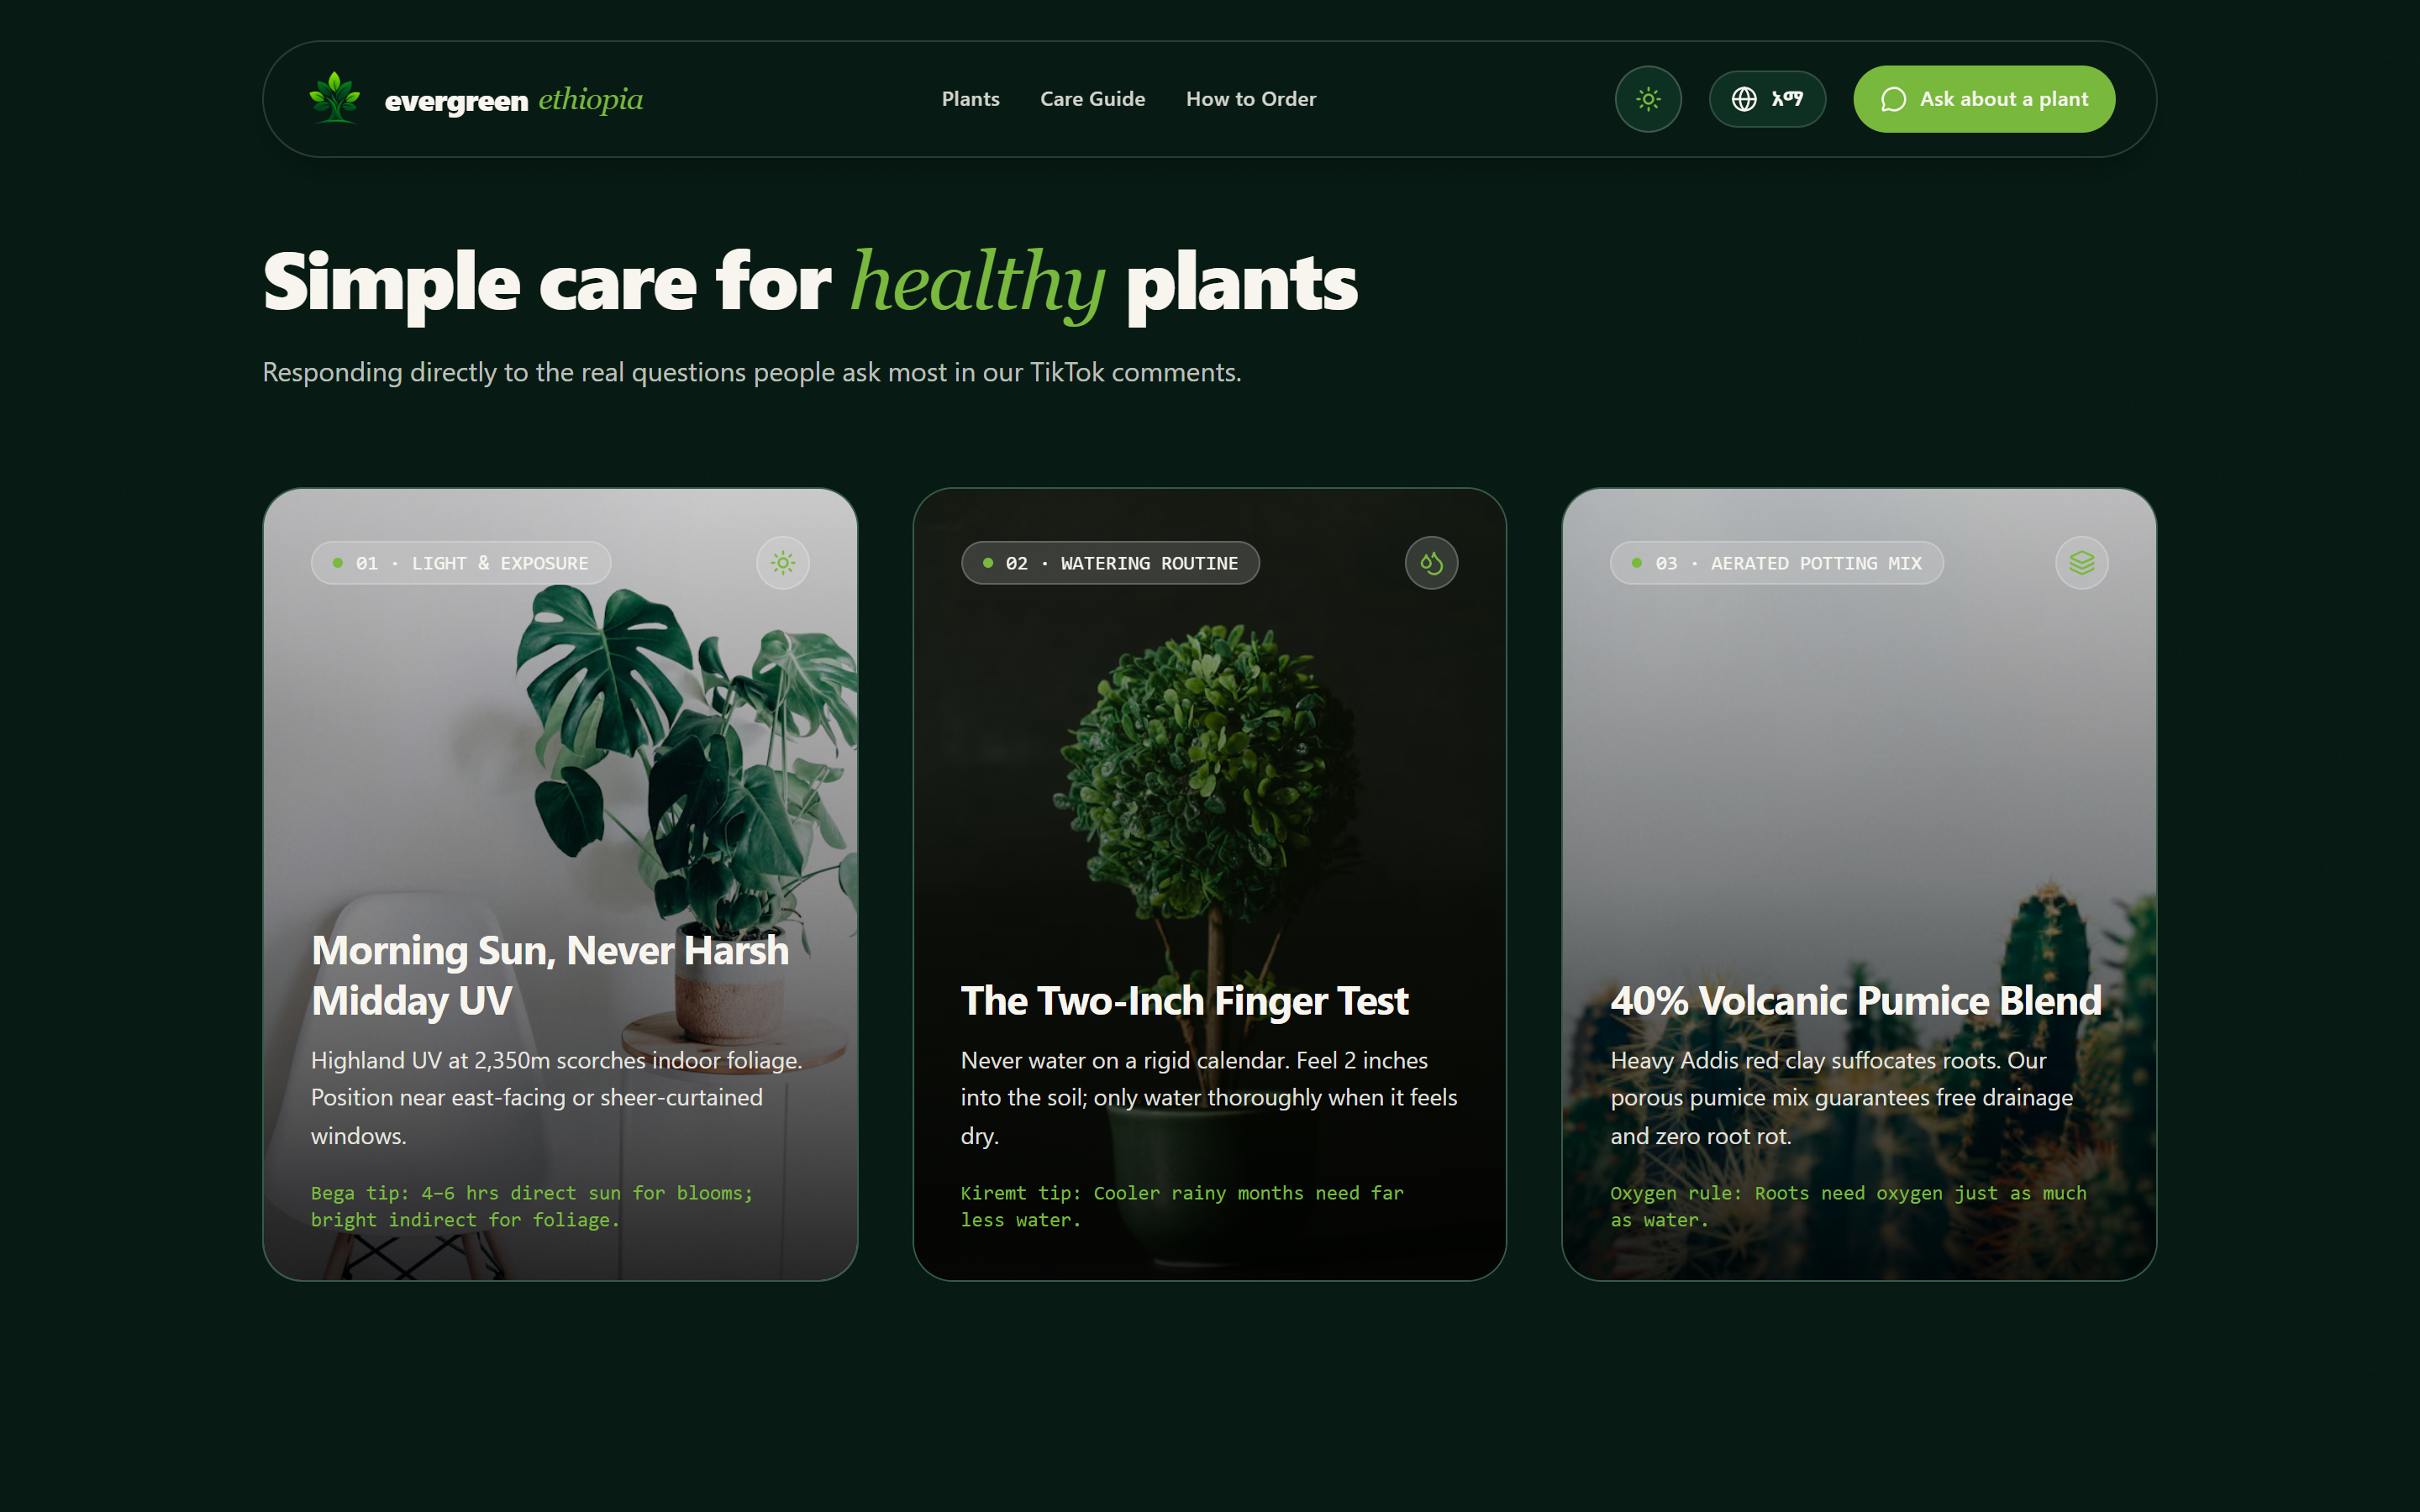 evergreen ethiopia
Plants
Care Guide
How to Order
አማ
Ask about a plant
Simple care for healthy plants
Responding directly to the real questions people ask most in our TikTok comments.
01 · LIGHT & EXPOSURE
Morning Sun, Never Harsh
Midday UV
Highland UV at 2,350m scorches indoor foliage.
Position near east-facing or sheer-curtained
windows.
Bega tip: 4–6 hrs direct sun for blooms;
bright indirect for foliage.
02 · WATERING ROUTINE
The Two-Inch Finger Test
Never water on a rigid calendar. Feel 2 inches
into the soil; only water thoroughly when it feels
dry.
Kiremt tip: Cooler rainy months need far
less water.
03 · AERATED POTTING MIX
40% Volcanic Pumice Blend
Heavy Addis red clay suffocates roots. Our
porous pumice mix guarantees free drainage
and zero root rot.
Oxygen rule: Roots need oxygen just as much
as water.